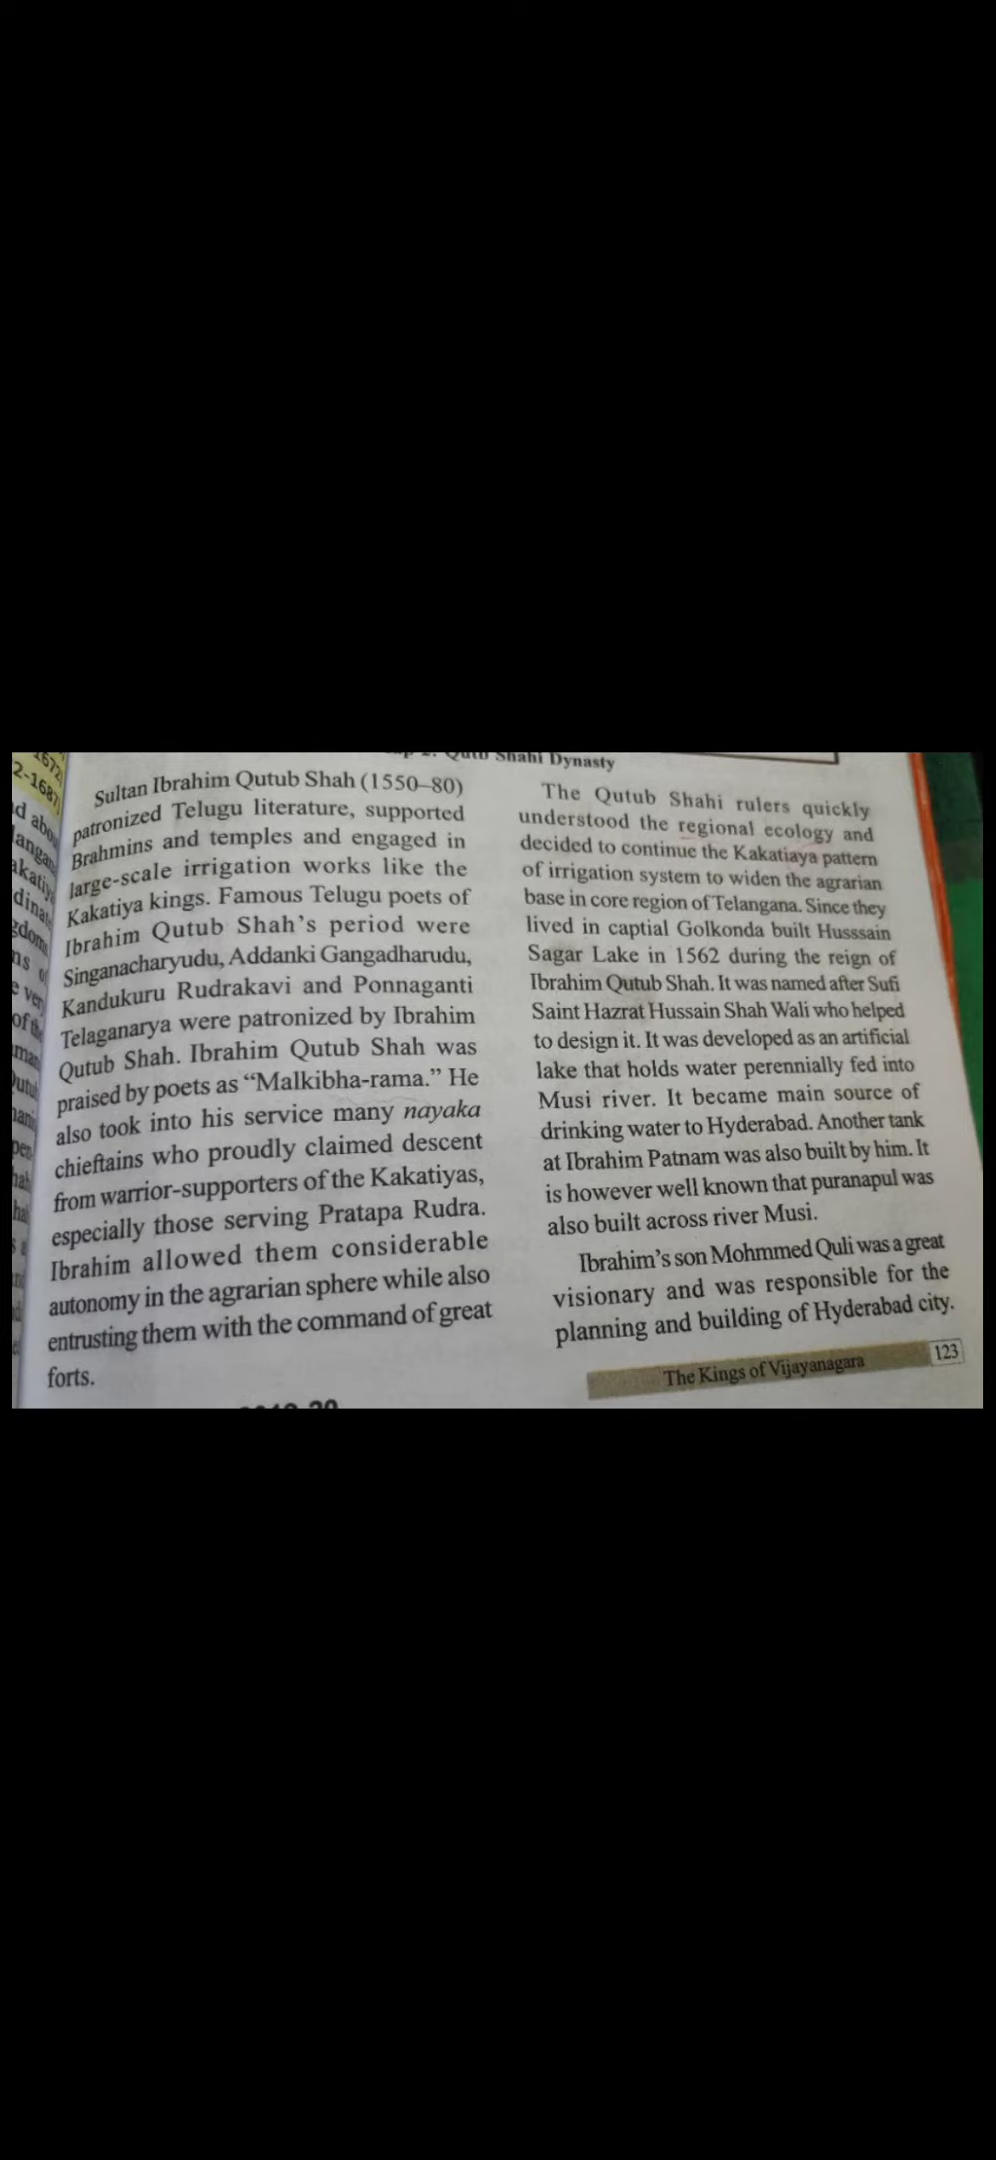 1672)
2-1687)
Qutb Shahi Dynasty
Sultan Ibrahim Qutub Shah (1550–80)
patronized Telugu literature, supported
Brahmins and temples and engaged in
large-scale irrigation works like the
Kakatiya kings. Famous Telugu poets of
Ibrahim Qutub Shah's period were
Singanacharyudu, Addanki Gangadharudu,
Kandukuru Rudrakavi and Ponnaganti
Telaganarya were patronized by Ibrahim
Qutub Shah. Ibrahim Qutub Shah was
praised by poets as “Malkibha-rama.” He
also took into his service many nayaka
chieftains who proudly claimed descent
from warrior-supporters of the Kakatiyas,
especially those serving Pratapa Rudra.
Ibrahim allowed them considerable
autonomy in the agrarian sphere while also
entrusting them with the command of great
forts.
The Qutub Shahi rulers quickly
understood the regional ecology and
decided to continue the Kakatiaya pattern
of irrigation system to widen the agrarian
base in core region of Telangana. Since they
lived in captial Golkonda built Husssain
Sagar Lake in 1562 during the reign of
Ibrahim Qutub Shah. It was named after Sufi
Saint Hazrat Hussain Shah Wali who helped
to design it. It was developed as an artificial
lake that holds water perennially fed into
Musi river. It became main source of
drinking water to Hyderabad. Another tank
at Ibrahim Patnam was also built by him. It
is however well known that puranapul was
also built across river Musi.
Ibrahim's son Mohmmed Quli was a great
visionary and was responsible for the
planning and building of Hyderabad city.
The Kings of Vijayanagara 123